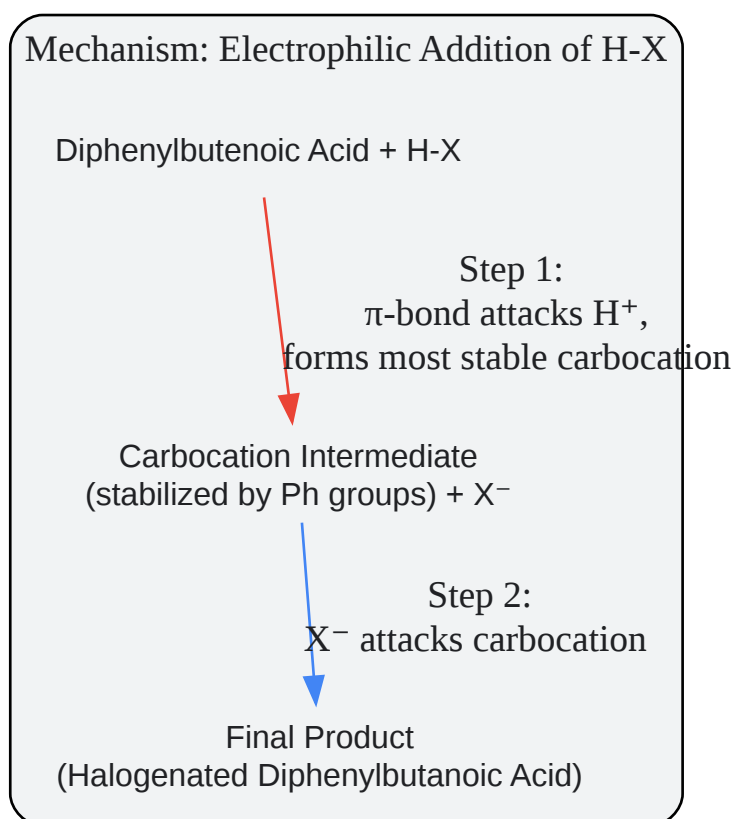 Mechanism: Electrophilic Addition of H-X
Diphenylbutenoic Acid + H-X
Step 1:
π-bond attacks H⁺,
forms most stable carbocation
Carbocation Intermediate
(stabilized by Ph groups) + X⁻
Step 2:
X⁻ attacks carbocation
Final Product
(Halogenated Diphenylbutanoic Acid)